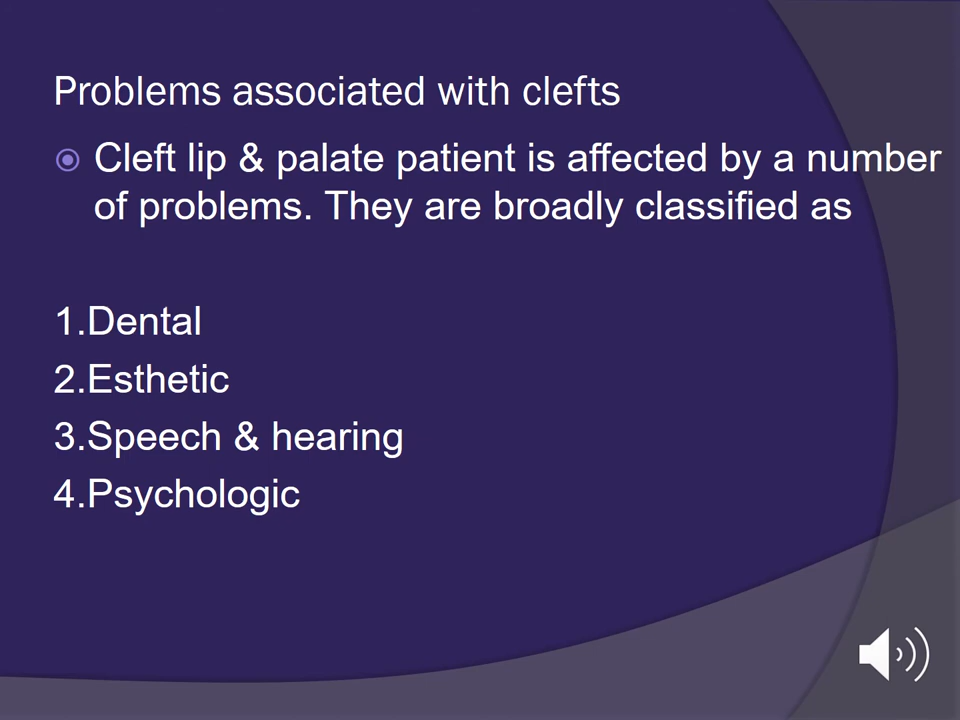 Problems associated with clefts
Cleft lip & palate patient is affected by a number
of problems. They are broadly classified as
1.Dental
2.Esthetic
3.Speech & hearing
4.Psychologic